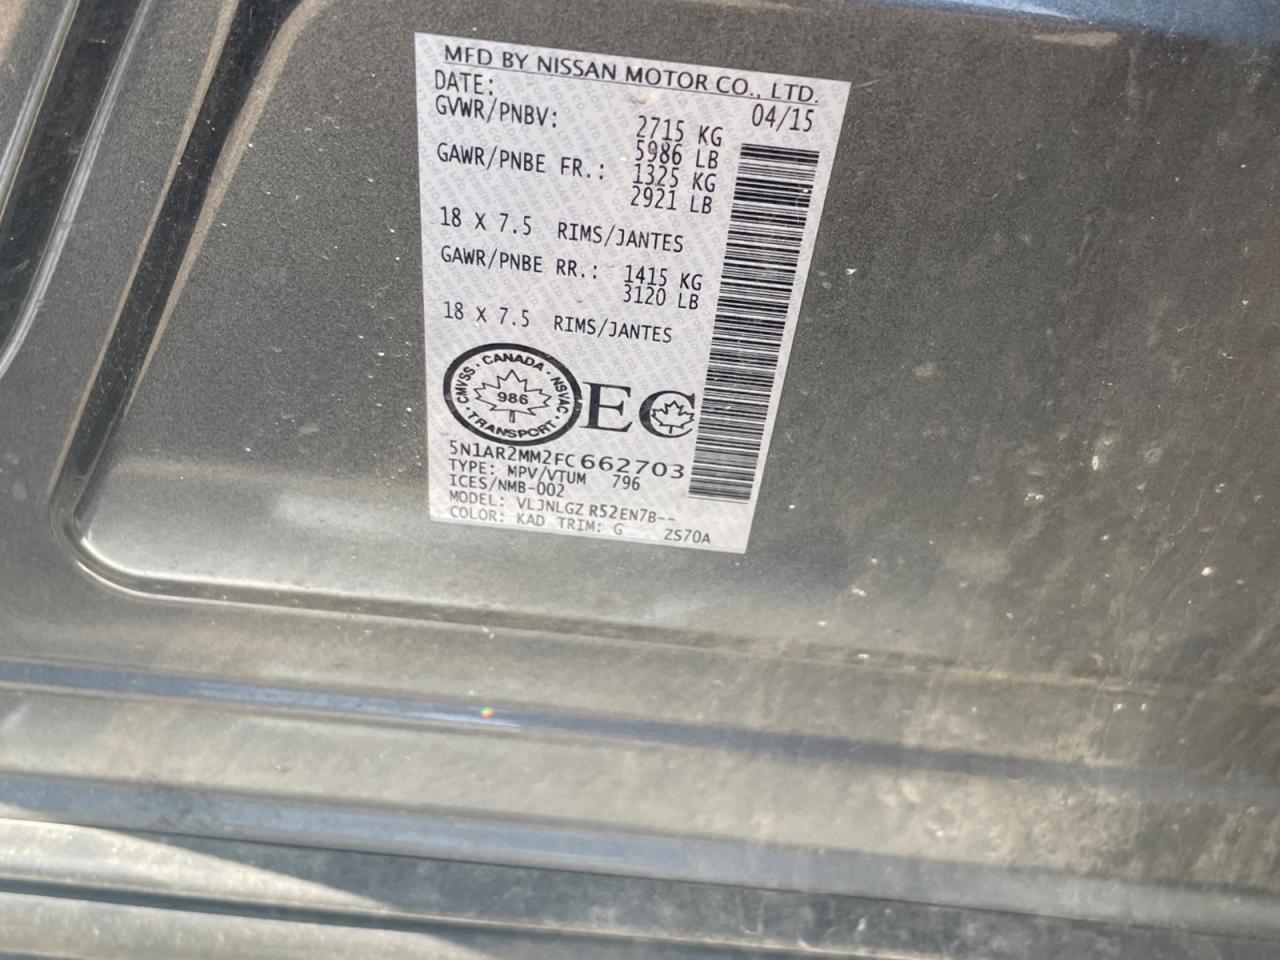 MFD BY NISSAN MOTOR CO., LTD.
DATE: 04/15
GVWR/PNBV: 2715 KG
5986 LB
GAWR/PNBE FR.: 1325 KG
2921 LB
18 X 7.5 RIMS/JANTES
GAWR/PNBE RR.: 1415 KG
3120 LB
18 X 7.5 RIMS/JANTES
CMVSS · CANADA · NSVAC · TRANSPORT ·
986
EC
5N1AR2MM2FC662703
TYPE: MPV/VTUM 796
ICES/NMB-002
MODEL: VLJNLGZ R52EN7B--
COLOR: KAD TRIM: G ZS70A